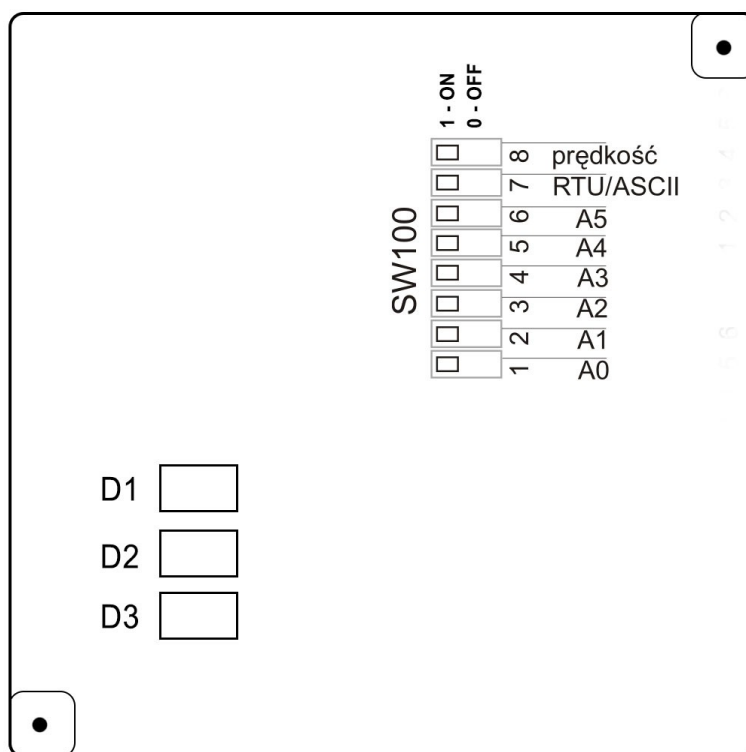 1 - ON
0 - OFF
SW100
8 prędkość
7 RTU/ASCII
6 A5
5 A4
4 A3
3 A2
2 A1
1 A0
D1
D2
D3